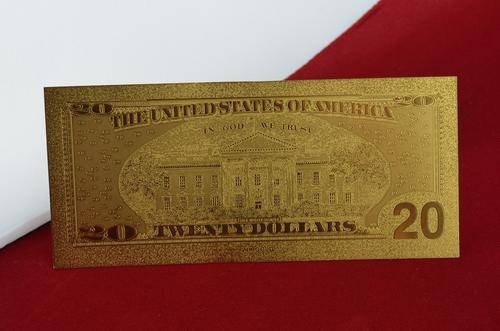 20 20
THE UNITED STATES OF AMERICA
IN GOD WE TRUST
20 TWENTY DOLLARS 20